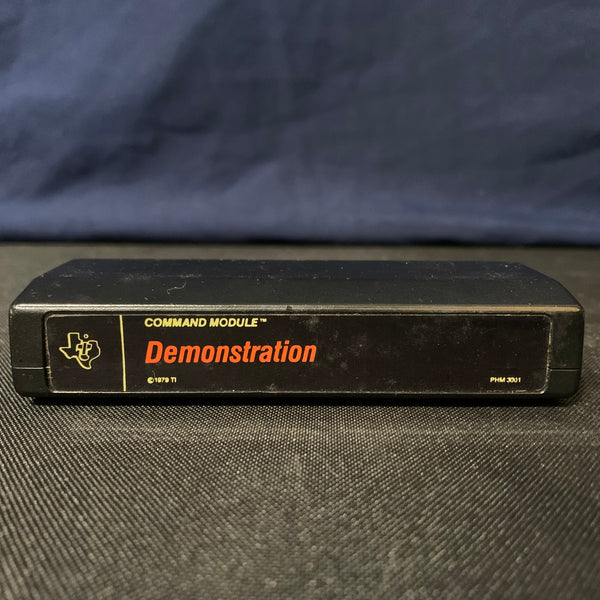 COMMAND MODULE™
Demonstration
©1979 TI
PHM 3001